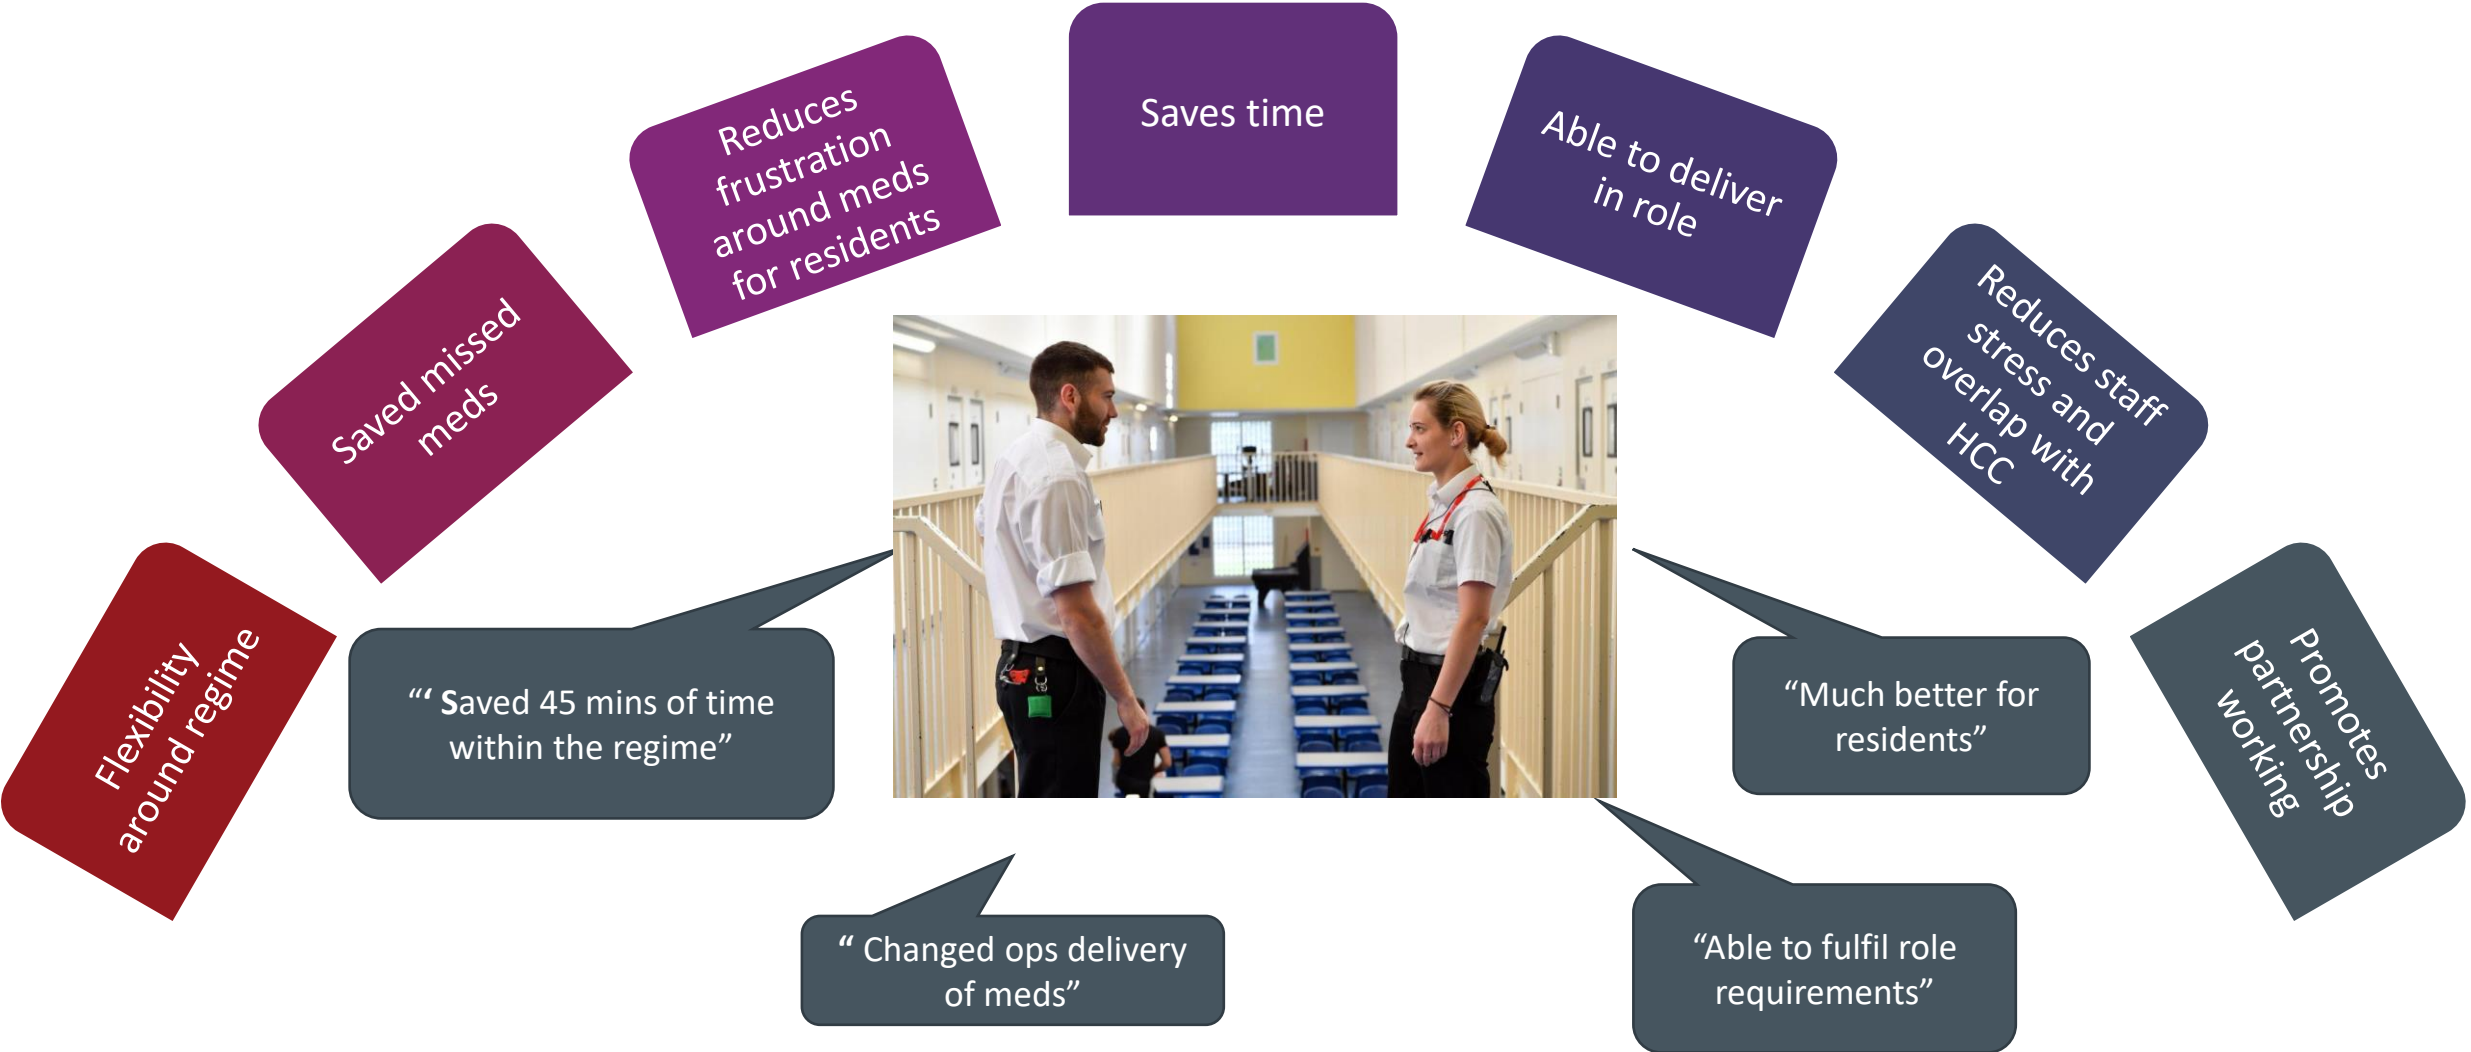 Flexibility
around regime
Saved missed
meds
Reduces
frustration
around meds
for residents
Saves time
Able to deliver
in role
Reduces staff
stress and
overlap with
HCC
Promotes
partnership
working
“‘ Saved 45 mins of time
within the regime”
“ Changed ops delivery
of meds”
“Able to fulfil role
requirements”
“Much better for
residents”